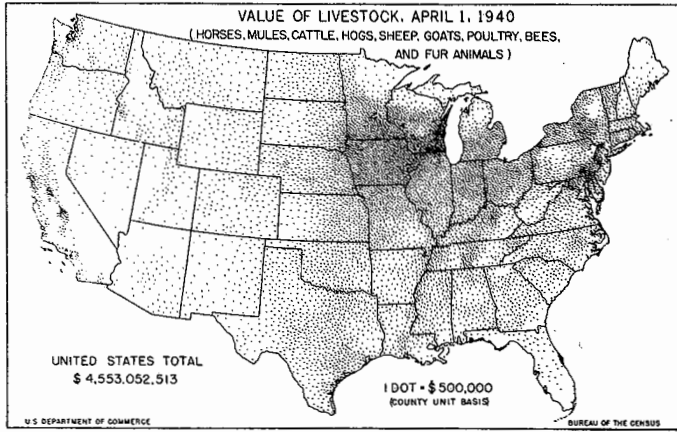 VALUE OF LIVESTOCK, APRIL 1, 1940
(HORSES, MULES, CATTLE, HOGS, SHEEP, GOATS, POULTRY, BEES,
AND FUR ANIMALS)
UNITED STATES TOTAL
$ 4,553,052,513
1 DOT = $500,000
(COUNTY UNIT BASIS)
U.S. DEPARTMENT OF COMMERCE
BUREAU OF THE CENSUS